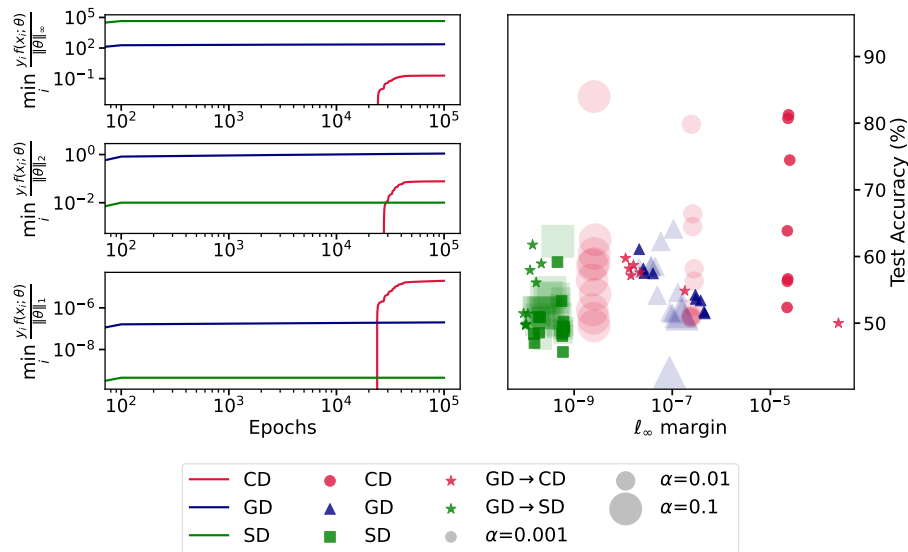 min_i y_i f(x_i; θ) / ‖θ‖_∞
10^5
10^2
10^−1
10^2 10^3 10^4 10^5
min_i y_i f(x_i; θ) / ‖θ‖_2
10^0
10^−2
10^2 10^3 10^4 10^5
min_i y_i f(x_i; θ) / ‖θ‖_1
10^−6
10^−8
10^2 10^3 10^4 10^5
Epochs
90
80
70
60
50
Test Accuracy (%)
10^−9 10^−7 10^−5
ℓ_∞ margin
CD CD GD → CD α=0.01
GD GD GD → SD α=0.1
SD SD α=0.001